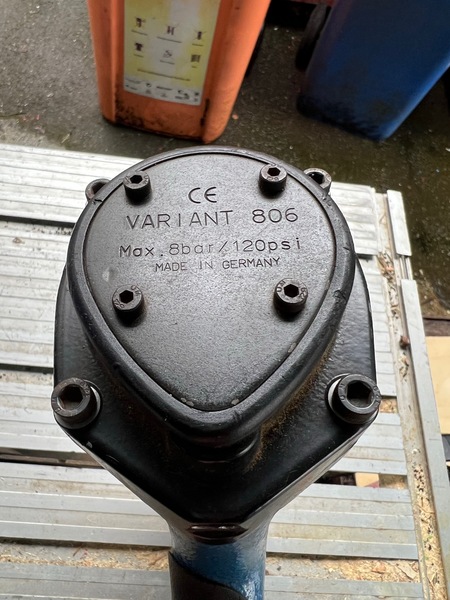 CE
VARIANT 806
Max. 8bar/120psi
MADE IN GERMANY